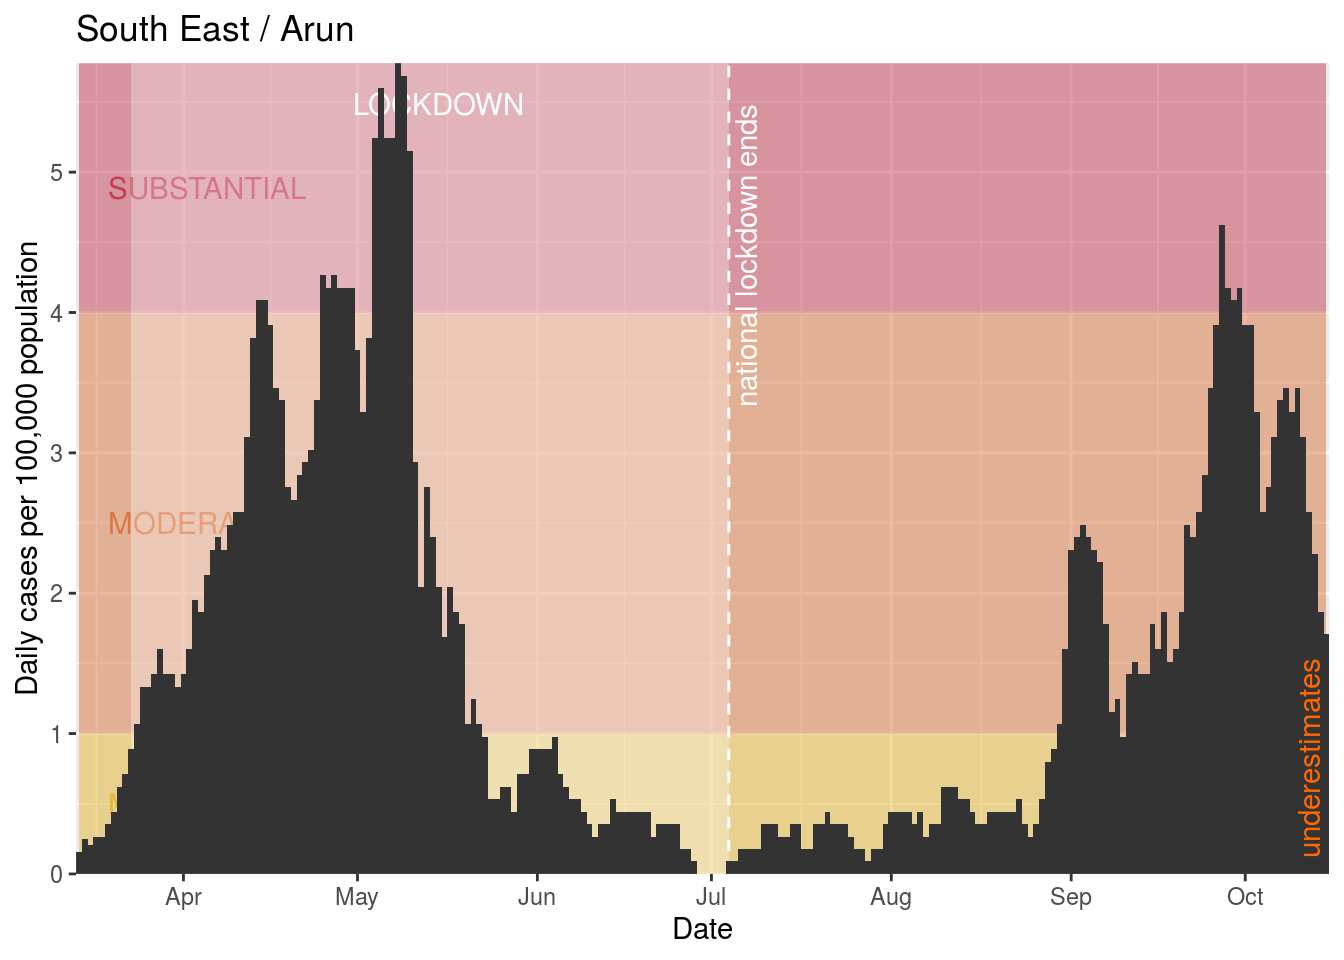 South East / Arun
LOCKDOWN
SUBSTANTIAL
MODERA
M
national lockdown ends
underestimates
Daily cases per 100,000 population
5
4
3
2
1
0
Apr May Jun Jul Aug Sep Oct
Date